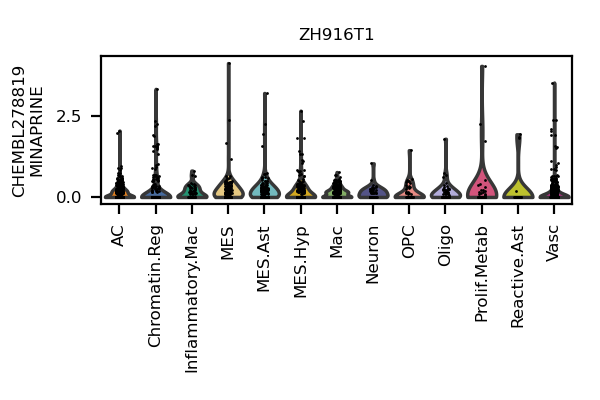 ZH916T1
CHEMBL278819
MINAPRINE
2.5
0.0
AC
Chromatin.Reg
Inflammatory.Mac
MES
MES.Ast
MES.Hyp
Mac
Neuron
OPC
Oligo
Prolif.Metab
Reactive.Ast
Vasc